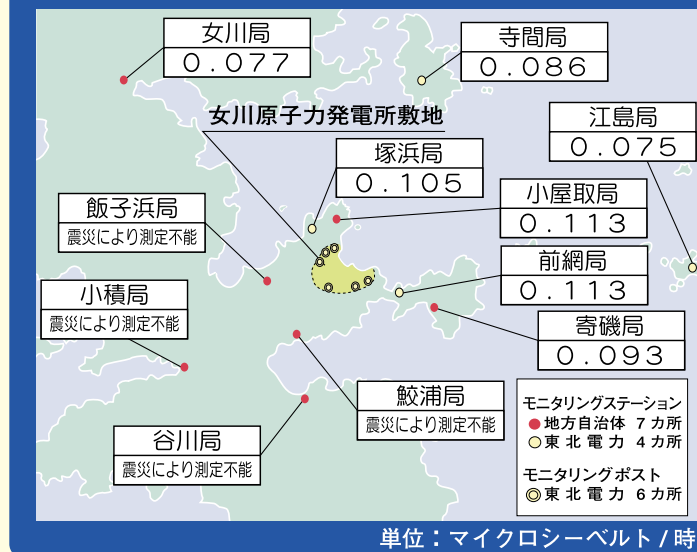 女川局
0.077
寺間局
0.086
女川原子力発電所敷地
江島局
0.075
塚浜局
0.105
小屋取局
0.113
飯子浜局
震災により測定不能
前網局
0.113
小積局
震災により測定不能
寄磯局
0.093
鮫浦局
震災により測定不能
谷川局
震災により測定不能
モニタリングステーション
地方自治体 7カ所
東北電力 4カ所
モニタリングポスト
東北電力 6カ所
単位：マイクロシーベルト/時